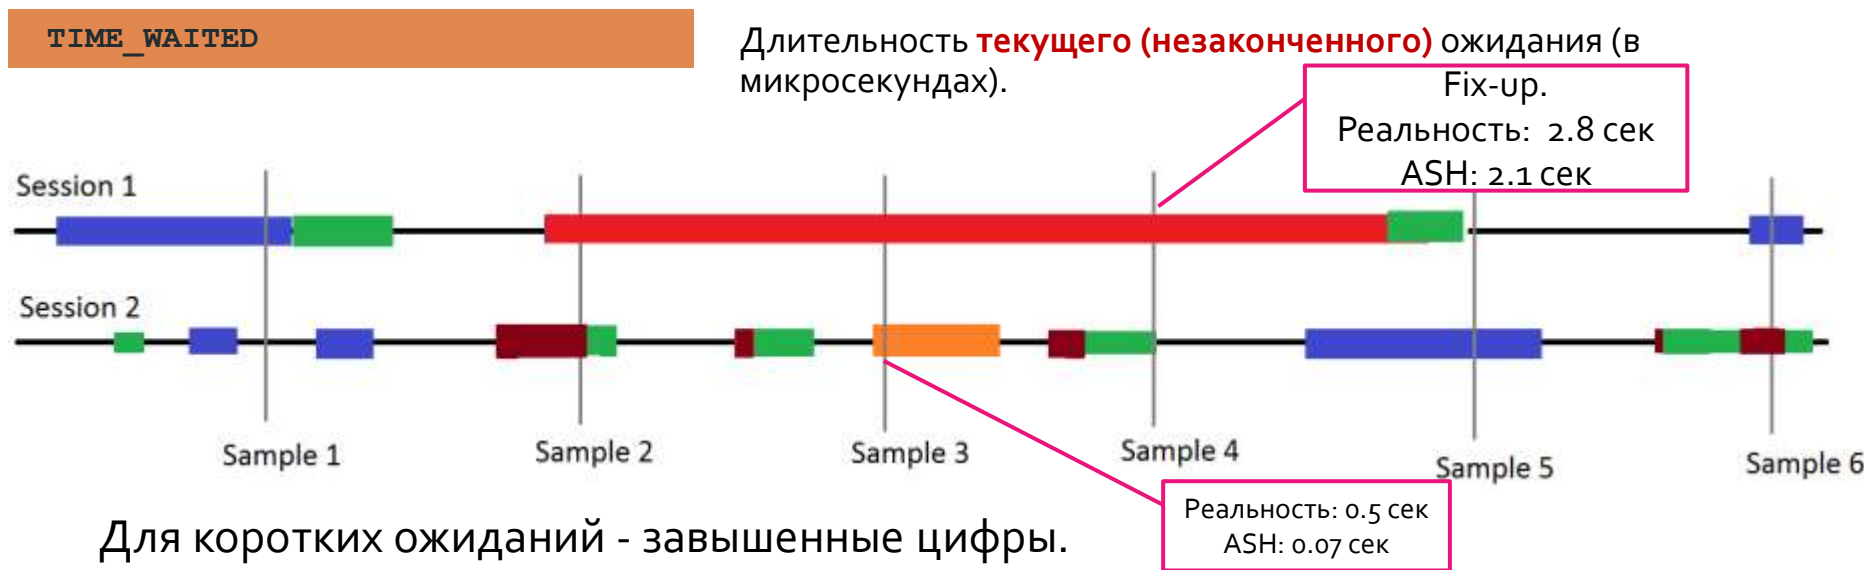 TIME_WAITED
Длительность текущего (незаконченного) ожидания (в
микросекундах).
Fix-up.
Реальность: 2.8 сек
ASH: 2.1 сек
Session 1
Session 2
Sample 1
Sample 2
Sample 3
Sample 4
Sample 5
Sample 6
Реальность: 0.5 сек
ASH: 0.07 сек
Для коротких ожиданий - завышенные цифры.